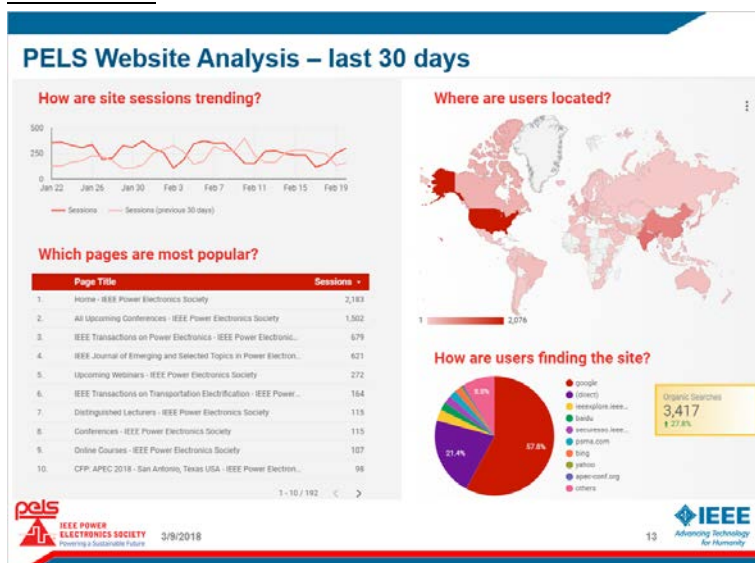 PELS Website Analysis – last 30 days
How are site sessions trending?
500
250
0
Jan 22 Jan 26 Jan 30 Feb 3 Feb 7 Feb 11 Feb 15 Feb 19
Sessions Sessions (previous 30 days)
Which pages are most popular?
Page Title Sessions
1. Home - IEEE Power Electronics Society 2,183
2. All Upcoming Conferences - IEEE Power Electronics Society 1,502
3. IEEE Transactions on Power Electronics - IEEE Power Electronic... 679
4. IEEE Journal of Emerging and Selected Topics in Power Electron... 621
5. Upcoming Webinars - IEEE Power Electronics Society 272
6. IEEE Transactions on Transportation Electrification - IEEE Power... 164
7. Distinguished Lecturers - IEEE Power Electronics Society 115
8. Conferences - IEEE Power Electronics Society 115
9. Online Courses - IEEE Power Electronics Society 107
10. CFP: APEC 2018 - San Antonio, Texas USA - IEEE Power Electron... 98
1 - 10 / 192 < >
Where are users located?
1 2,076
How are users finding the site?
57.8%
21.4%
google
(direct)
ieeexplore.ieee...
baidu
securexes.ieee...
psma.com
bing
yahoo
apec-conf.org
others
Organic Searches
3,417
27.8%
pels
IEEE POWER
ELECTRONICS SOCIETY
Powering a Sustainable Future
3/9/2018
13
IEEE
Advancing Technology
for Humanity